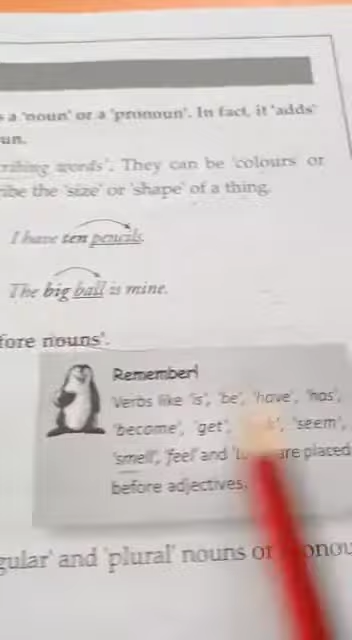 a 'noun' or a 'pronoun'. In fact, it 'adds'
un.
words'. They can be 'colours' or
ibe the 'size' or 'shape' of a thing.
I have ten pencils.
The big ball is mine.
fore nouns'.
Remember!
Verbs like 'is', 'be', 'have', 'has',
'become', 'get', 'seem',
'smell', 'feel' and are placed
before adjectives.
gular' and 'plural' nouns or